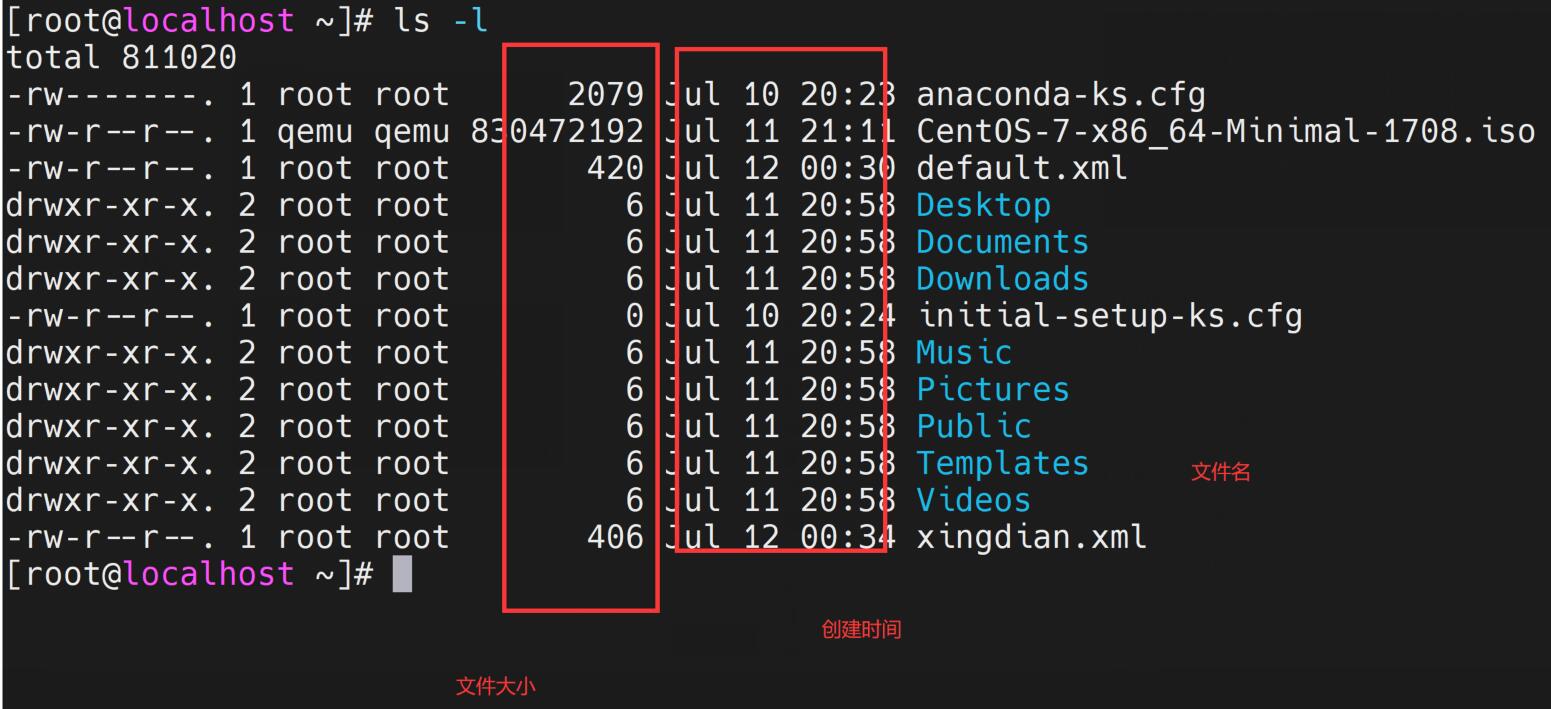 [root@localhost ~]# ls -l
total 811020
-rw-------. 1 root root      2079 Jul 10 20:23 anaconda-ks.cfg
-rw-r--r--. 1 qemu qemu 830472192 Jul 11 21:11 CentOS-7-x86_64-Minimal-1708.iso
-rw-r--r--. 1 root root       420 Jul 12 00:30 default.xml
drwxr-xr-x. 2 root root         6 Jul 11 20:58 Desktop
drwxr-xr-x. 2 root root         6 Jul 11 20:58 Documents
drwxr-xr-x. 2 root root         6 Jul 11 20:58 Downloads
-rw-r--r--. 1 root root         0 Jul 10 20:24 initial-setup-ks.cfg
drwxr-xr-x. 2 root root         6 Jul 11 20:58 Music
drwxr-xr-x. 2 root root         6 Jul 11 20:58 Pictures
drwxr-xr-x. 2 root root         6 Jul 11 20:58 Public
drwxr-xr-x. 2 root root         6 Jul 11 20:58 Templates
文件名
drwxr-xr-x. 2 root root         6 Jul 11 20:58 Videos
-rw-r--r--. 1 root root       406 Jul 12 00:34 xingdian.xml
[root@localhost ~]#
创建时间
文件大小